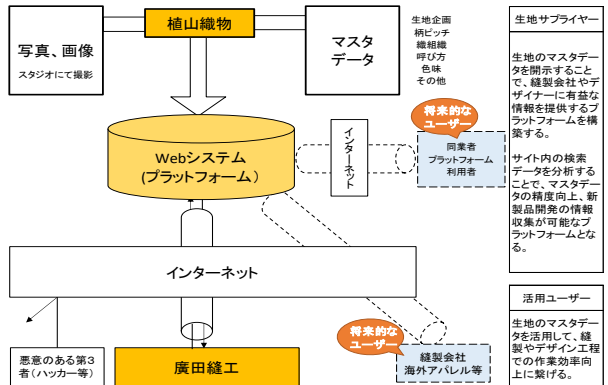 植山織物
写真、画像
スタジオにて撮影
マスタ
データ
生地企画
柄ピッチ
織組織
呼び方
色味
その他
生地サプライヤー
生地のマスタデー
タを開示すること
で、縫製会社やデ
ザイナーに有益な
情報を提供するプ
ラットフォームを構
築する。
サイト内の検索
データを分析する
ことで、マスタデー
タの精度向上、新
製品開発の情報
収集が可能なプ
ラットフォームとな
る。
将来的な
ユーザー
同業者
プラットフォーム
利用者
インターネット
Webシステム
(プラットフォーム)
インターネット
悪意のある第3
者(ハッカー等)
廣田縫工
将来的な
ユーザー
縫製会社
海外アパレル等
活用ユーザー
生地のマスタデー
タを活用して、縫
製やデザイン工程
での作業効率向
上に繋げる。